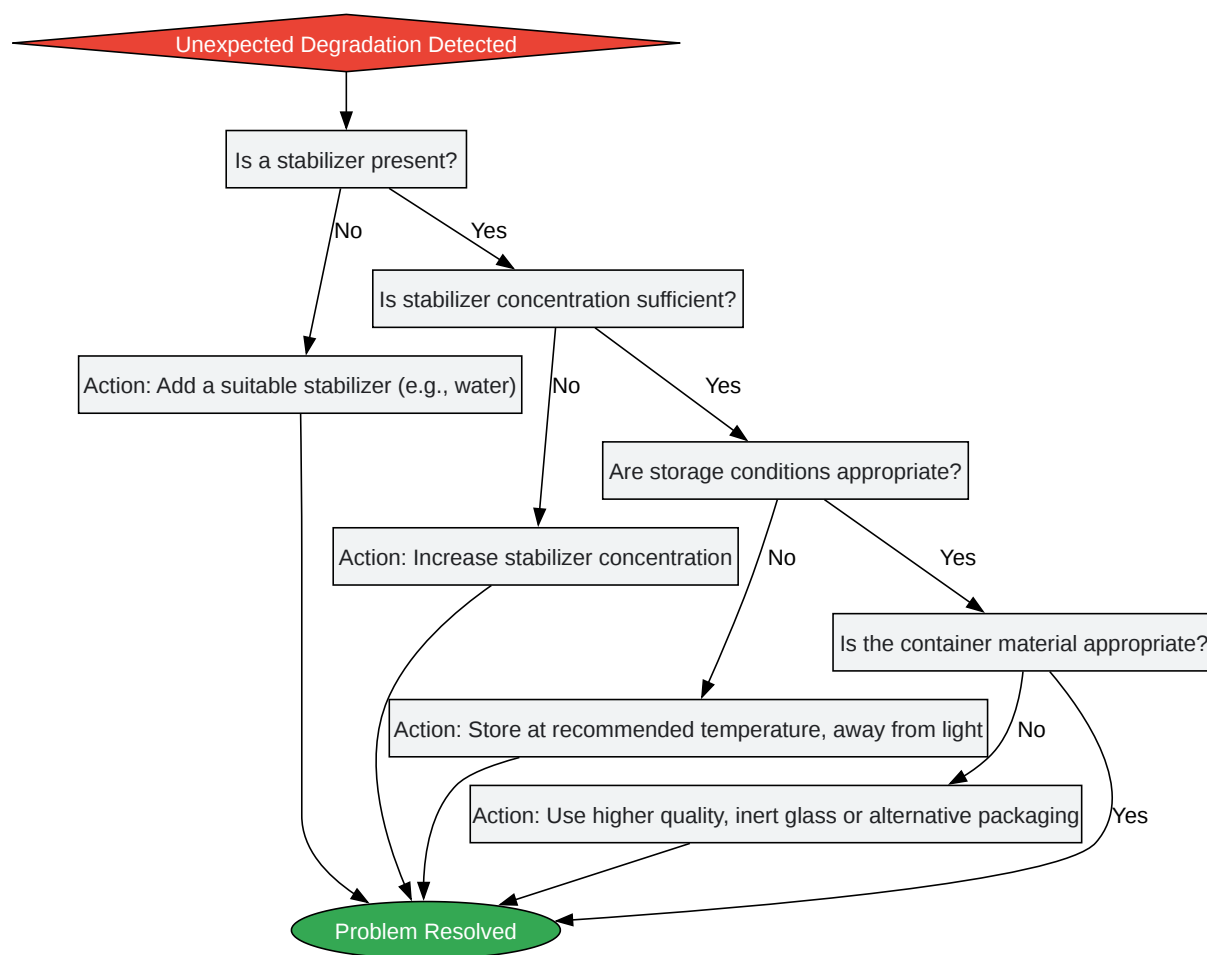 Unexpected Degradation Detected
Is a stabilizer present?
No
Yes
Is stabilizer concentration sufficient?
Action: Add a suitable stabilizer (e.g., water)
No
Yes
Are storage conditions appropriate?
Action: Increase stabilizer concentration
No
Yes
Is the container material appropriate?
Action: Store at recommended temperature, away from light
No
Action: Use higher quality, inert glass or alternative packaging
Yes
Problem Resolved